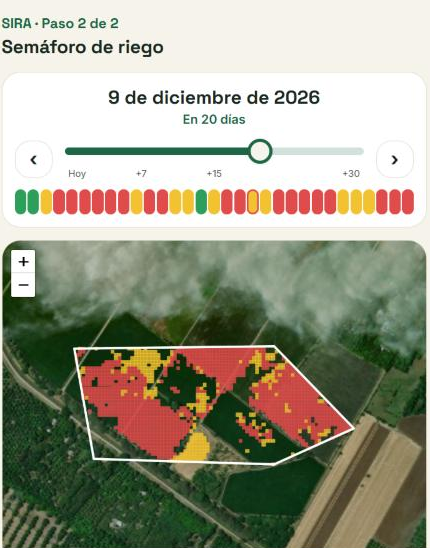 SIRA · Paso 2 de 2
Semáforo de riego
9 de diciembre de 2026
En 20 días
‹ ›
Hoy +7 +15 +30
+
−